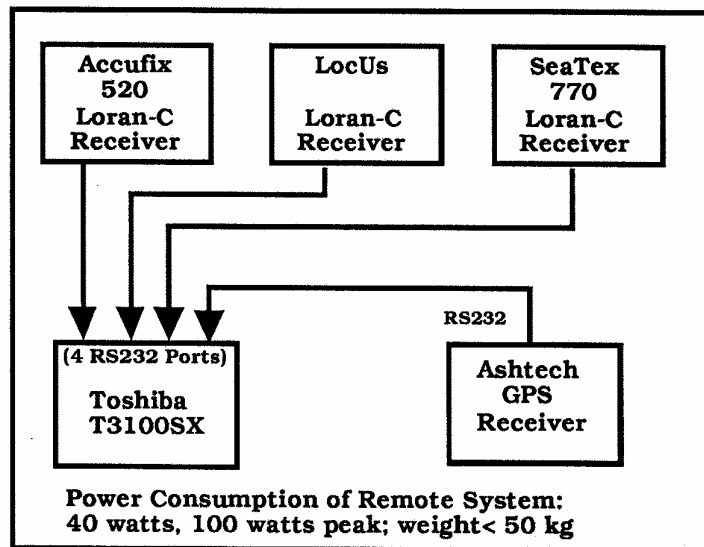 Accufix
520
Loran-C
Receiver
LocUs
Loran-C
Receiver
SeaTex
770
Loran-C
Receiver
RS232
(4 RS232 Ports)
Toshiba
T3100SX
Ashtech
GPS
Receiver
Power Consumption of Remote System:
40 watts, 100 watts peak; weight< 50 kg